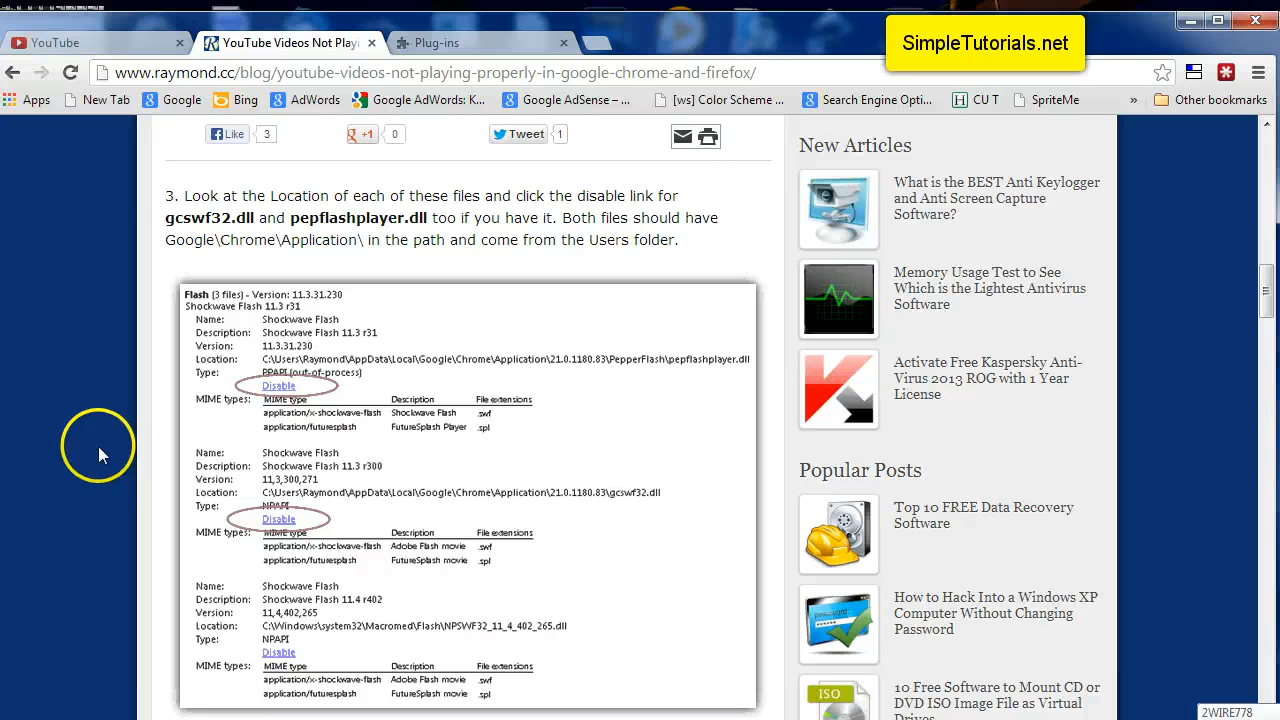 YouTube
YouTube Videos Not Playi
Plug-ins
SimpleTutorials.net
www.raymond.cc/blog/youtube-videos-not-playing-properly-in-google-chrome-and-firefox/
Apps
New Tab
Google
Bing
AdWords
Google AdWords: K...
Google AdSense – ...
[ws] Color Scheme ...
Search Engine Opti...
CU T
SpriteMe
»
Other bookmarks
Like 3
+1 0
Tweet 1
3. Look at the Location of each of these files and click the disable link for
gcswf32.dll and pepflashplayer.dll too if you have it. Both files should have
Google\Chrome\Application\ in the path and come from the Users folder.
Flash (3 files) - Version: 11.3.31.230
Shockwave Flash 11.3 r31
Name: Shockwave Flash
Description: Shockwave Flash 11.3 r31
Version: 11.3.31.230
Location: C:\Users\Raymond\AppData\Local\Google\Chrome\Application\21.0.1180.83\PepperFlash\pepflashplayer.dll
Type: PPAPI (out-of-process)
Disable
MIME types: MIME type Description File extensions
application/x-shockwave-flash Shockwave Flash .swf
application/futuresplash FutureSplash Player .spl
Name: Shockwave Flash
Description: Shockwave Flash 11.3 r300
Version: 11,3,300,271
Location: C:\Users\Raymond\AppData\Local\Google\Chrome\Application\21.0.1180.83\gcswf32.dll
Type: NPAPI
Disable
MIME types: MIME type Description File extensions
application/x-shockwave-flash Adobe Flash movie .swf
application/futuresplash FutureSplash movie .spl
Name: Shockwave Flash
Description: Shockwave Flash 11.4 r402
Version: 11,4,402,265
Location: C:\Windows\system32\Macromed\Flash\NPSWF32_11_4_402_265.dll
Type: NPAPI
Disable
MIME types: MIME type Description File extensions
application/x-shockwave-flash Adobe Flash movie .swf
application/futuresplash FutureSplash movie .spl
New Articles
What is the BEST Anti Keylogger
and Anti Screen Capture
Software?
Memory Usage Test to See
Which is the Lightest Antivirus
Software
Activate Free Kaspersky Anti-
Virus 2013 ROG with 1 Year
License
Popular Posts
Top 10 FREE Data Recovery
Software
How to Hack Into a Windows XP
Computer Without Changing
Password
ISO
10 Free Software to Mount CD or
DVD ISO Image File as Virtual
Drives
2WIRE778